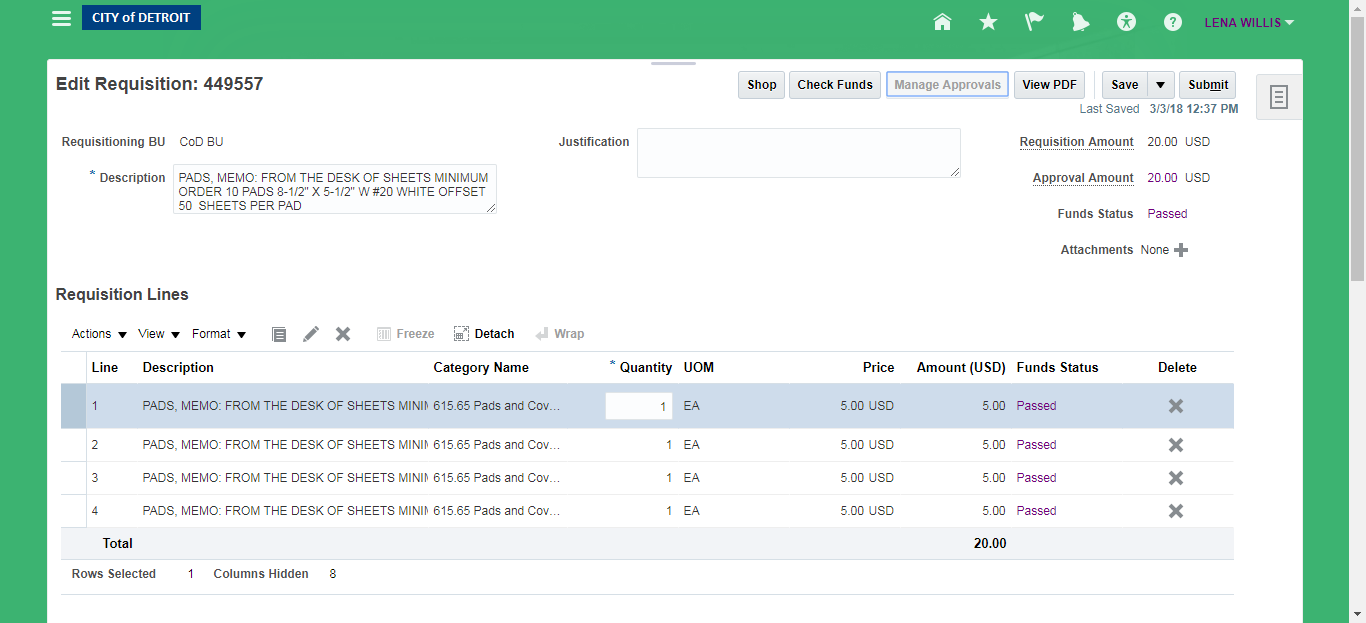 CITY of DETROIT
LENA WILLIS
Edit Requisition: 449557
Shop Check Funds Manage Approvals View PDF Save Submit
Last Saved 3/3/18 12:37 PM
Requisitioning BU CoD BU
Justification
Requisition Amount 20.00 USD
* Description PADS, MEMO: FROM THE DESK OF SHEETS MINIMUM
ORDER 10 PADS 8-1/2" X 5-1/2" W #20 WHITE OFFSET
50 SHEETS PER PAD
Approval Amount 20.00 USD
Funds Status Passed
Attachments None
Requisition Lines
Actions View Format Freeze Detach Wrap
Line Description Category Name * Quantity UOM Price Amount (USD) Funds Status Delete
1 PADS, MEMO: FROM THE DESK OF SHEETS MININ 615.65 Pads and Cov... 1 EA 5.00 USD 5.00 Passed
2 PADS, MEMO: FROM THE DESK OF SHEETS MININ 615.65 Pads and Cov... 1 EA 5.00 USD 5.00 Passed
3 PADS, MEMO: FROM THE DESK OF SHEETS MININ 615.65 Pads and Cov... 1 EA 5.00 USD 5.00 Passed
4 PADS, MEMO: FROM THE DESK OF SHEETS MININ 615.65 Pads and Cov... 1 EA 5.00 USD 5.00 Passed
Total 20.00
Rows Selected 1 Columns Hidden 8